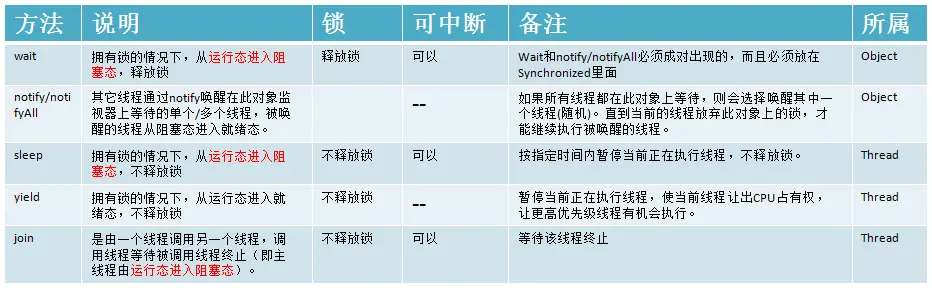 方法 说明 锁 可中断 备注 所属
wait 拥有锁的情况下，从运行态进入阻 释放锁 可以 Wait和notify/notifyAll必须成对出现的，而且必须放在 Object
塞态，释放锁 Synchronized里面
notify/noti 其它线程通过notify唤醒在此对象监 -- 如果所有线程都在此对象上等待，则会选择唤醒其中一 Object
fyAll 视器上等待的单个/多个线程，被唤 个线程(随机)。直到当前的线程放弃此对象上的锁，才
醒的线程从阻塞态进入就绪态。 能继续执行被唤醒的线程。
sleep 拥有锁的情况下，从运行态进入阻 不释放锁 可以 按指定时间内暂停当前正在执行线程，不释放锁。 Thread
塞态，不释放锁
yield 拥有锁的情况下，从运行态进入就 不释放锁 -- 暂停当前正在执行线程，使当前线程让出CPU占有权， Thread
绪态，不释放锁 让更高优先级线程有机会执行。
join 是由一个线程调用另一个线程，调 不释放锁 可以 等待该线程终止 Thread
用线程等待被调用线程终止（即主
线程由运行态进入阻塞态）。